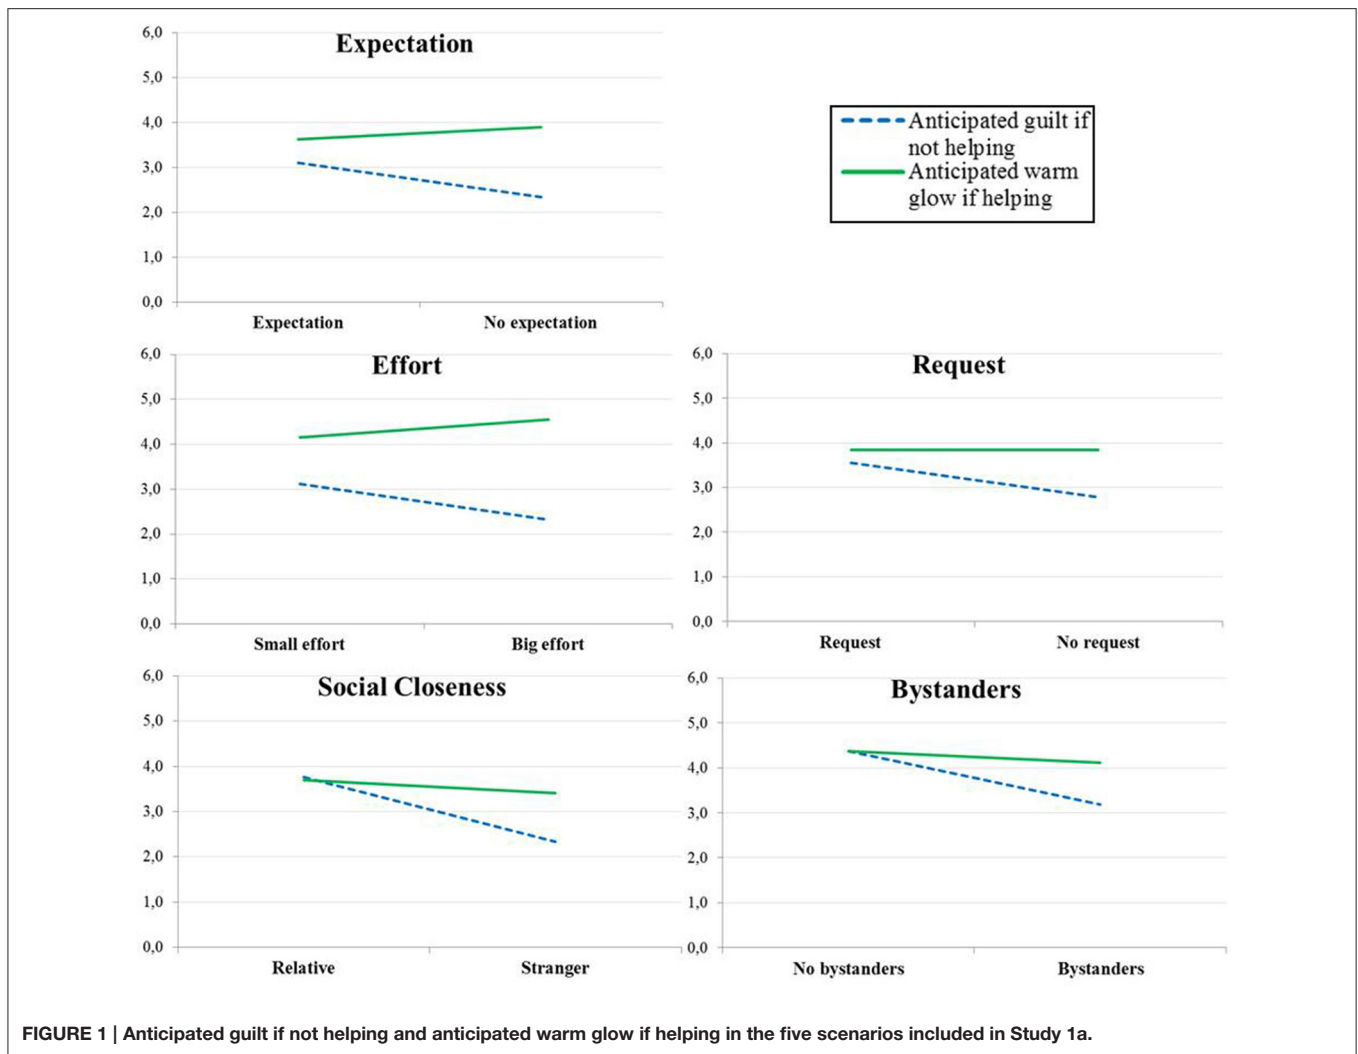 Expectation
6,0
5,0
4,0
3,0
2,0
1,0
0,0
Expectation
No expectation
Anticipated guilt if
not helping
Anticipated warm
glow if helping
Effort
6,0
5,0
4,0
3,0
2,0
1,0
0,0
Small effort
Big effort
Request
6,0
5,0
4,0
3,0
2,0
1,0
0,0
Request
No request
Social Closeness
6,0
5,0
4,0
3,0
2,0
1,0
0,0
Relative
Stranger
Bystanders
6,0
5,0
4,0
3,0
2,0
1,0
0,0
No bystanders
Bystanders
FIGURE 1 | Anticipated guilt if not helping and anticipated warm glow if helping in the five scenarios included in Study 1a.